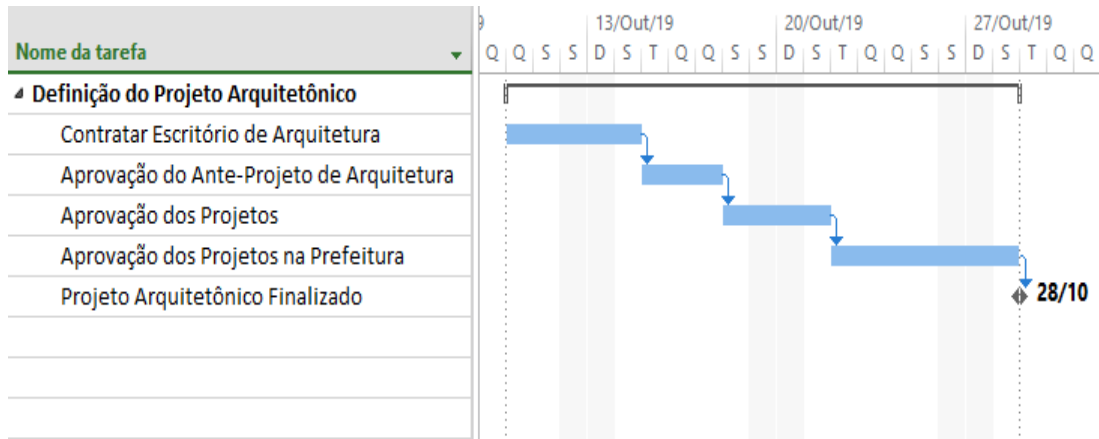 9 13/Out/19 20/Out/19 27/Out/19
Nome da tarefa Q Q S S D S T Q Q S S D S T Q Q S S D S T Q Q
Definição do Projeto Arquitetônico
Contratar Escritório de Arquitetura
Aprovação do Ante-Projeto de Arquitetura
Aprovação dos Projetos
Aprovação dos Projetos na Prefeitura
Projeto Arquitetônico Finalizado 28/10